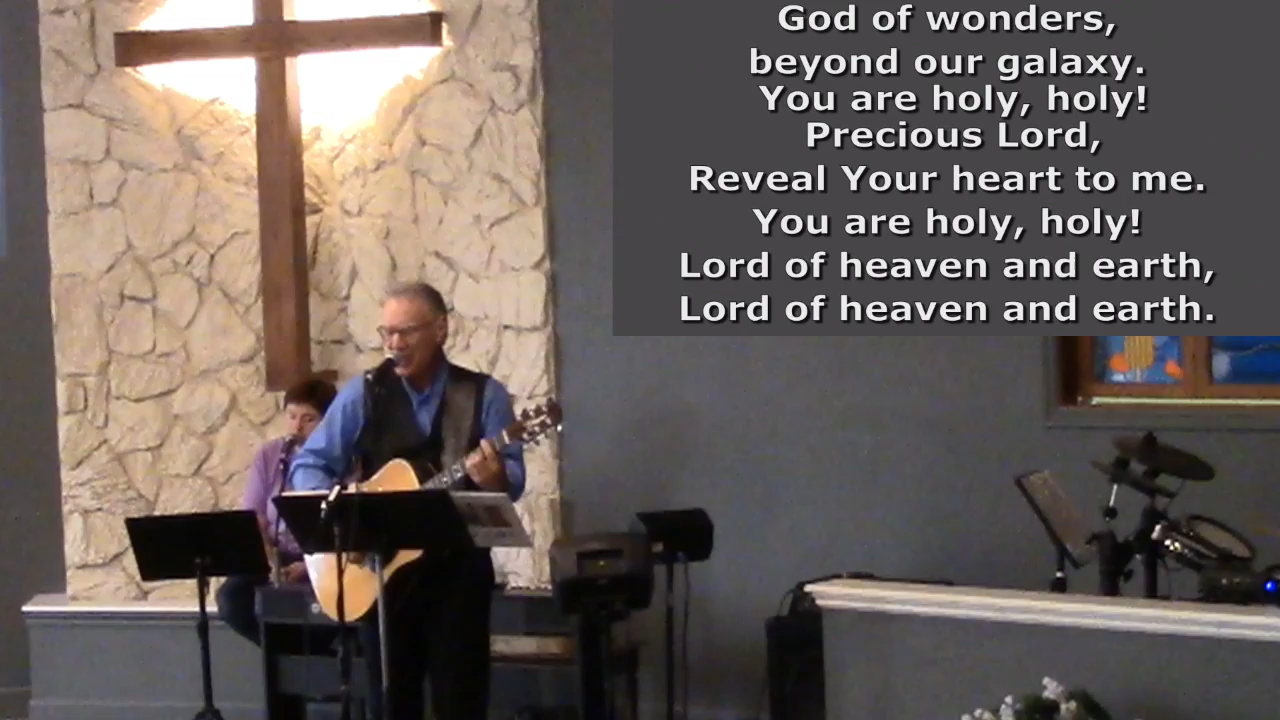 God of wonders,
beyond our galaxy.
You are holy, holy!
Precious Lord,
Reveal Your heart to me.
You are holy, holy!
Lord of heaven and earth,
Lord of heaven and earth.